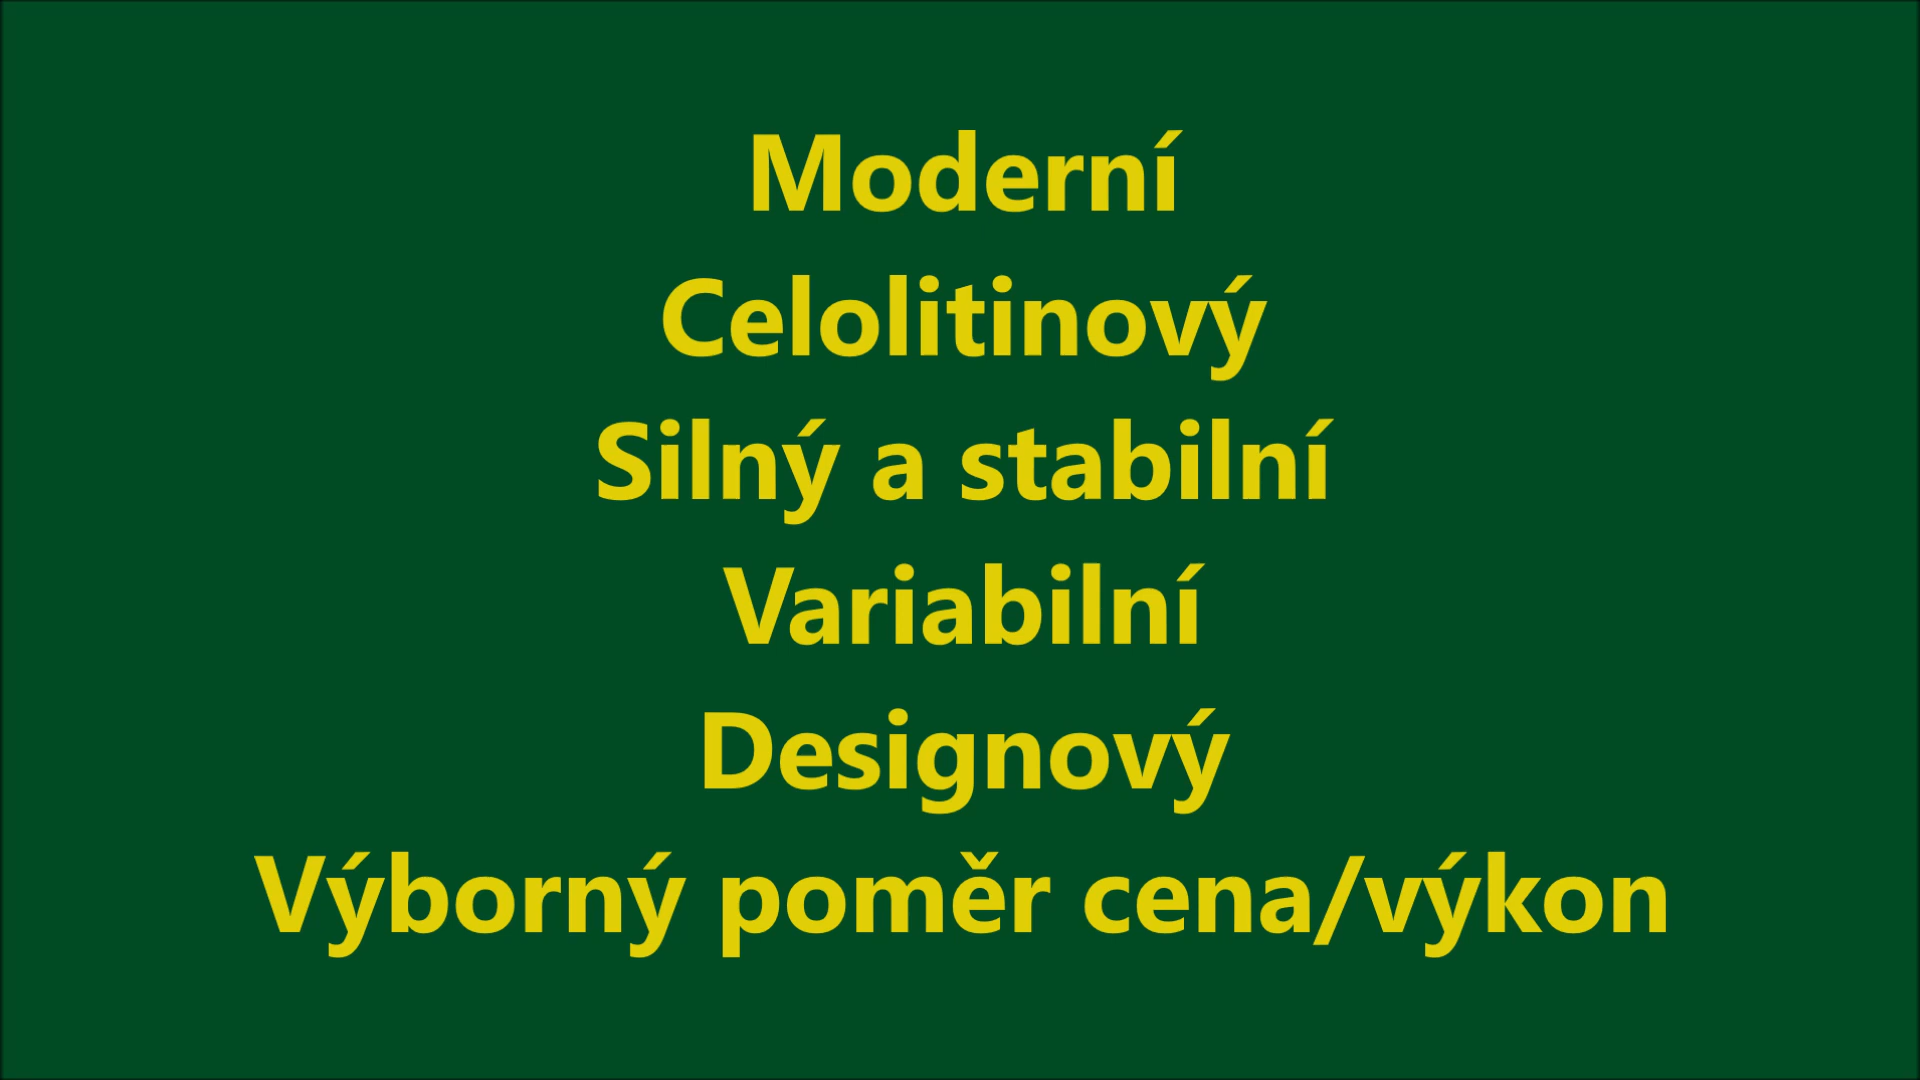 Moderní
Celolitinový
Silný a stabilní
Variabilní
Designový
Výborný poměr cena/výkon